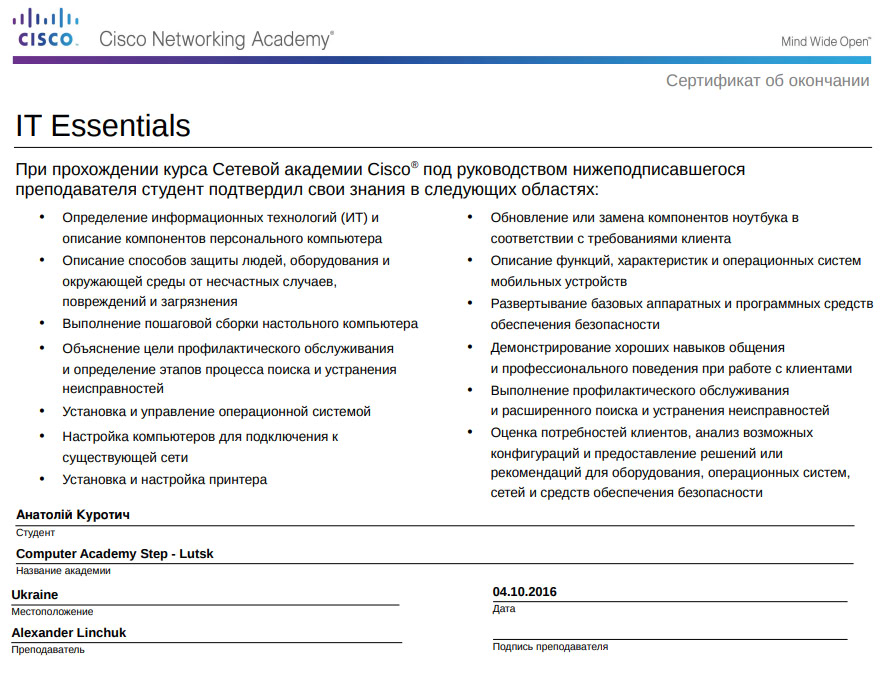 CISCO
Cisco Networking Academy®
Mind Wide Open™
Сертификат об окончании
IT Essentials
При прохождении курса Сетевой академии Cisco® под руководством нижеподписавшегося
преподавателя студент подтвердил свои знания в следующих областях:
• Определение информационных технологий (ИТ) и
описание компонентов персонального компьютера
• Описание способов защиты людей, оборудования и
окружающей среды от несчастных случаев,
повреждений и загрязнения
• Выполнение пошаговой сборки настольного компьютера
• Объяснение цели профилактического обслуживания
и определение этапов процесса поиска и устранения
неисправностей
• Установка и управление операционной системой
• Настройка компьютеров для подключения к
существующей сети
• Установка и настройка принтера
• Обновление или замена компонентов ноутбука в
соответствии с требованиями клиента
• Описание функций, характеристик и операционных систем
мобильных устройств
• Развертывание базовых аппаратных и программных средств
обеспечения безопасности
• Демонстрирование хороших навыков общения
и профессионального поведения при работе с клиентами
• Выполнение профилактического обслуживания
и расширенного поиска и устранения неисправностей
• Оценка потребностей клиентов, анализ возможных
конфигураций и предоставление решений или
рекомендаций для оборудования, операционных систем,
сетей и средств обеспечения безопасности
Анатолій Куротич
Студент
Computer Academy Step - Lutsk
Название академии
Ukraine
Местоположение
04.10.2016
Дата
Alexander Linchuk
Преподаватель
Подпись преподавателя